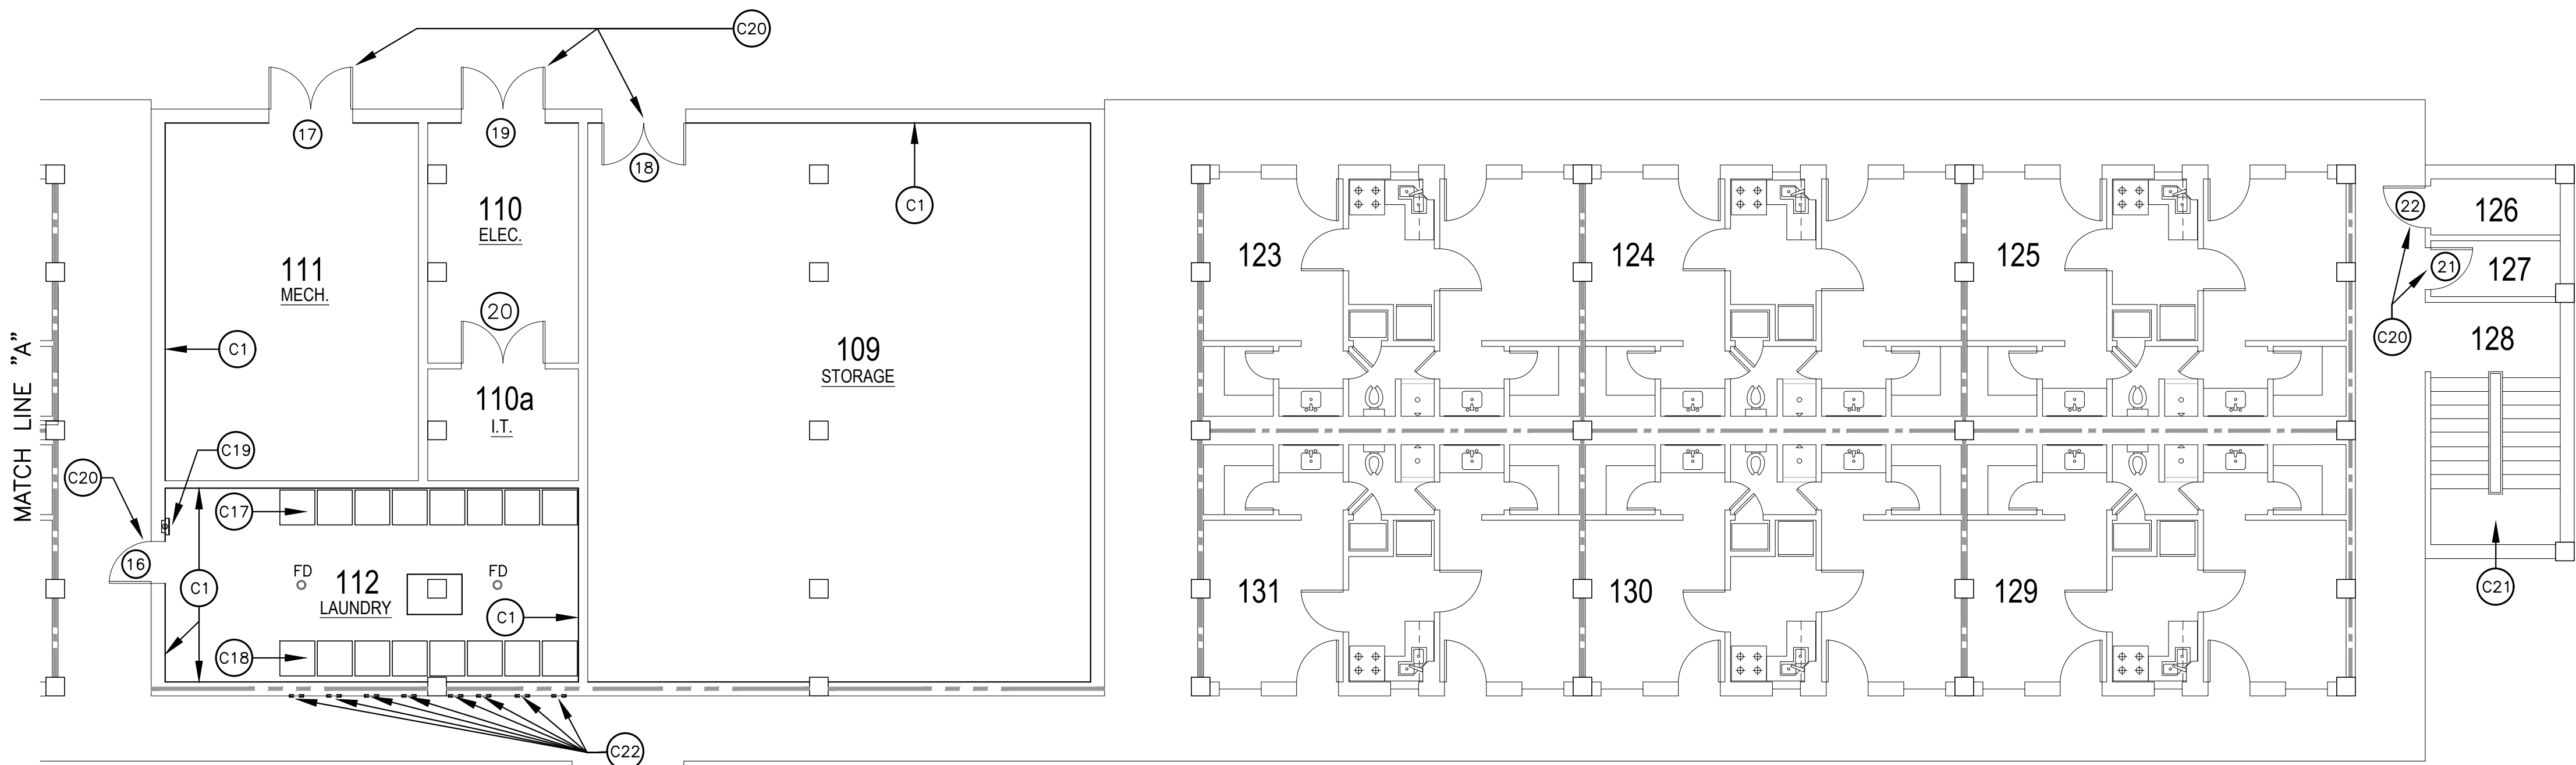 C20
17
19
18
C1
110
ELEC.
111
MECH.
20
C1
109
STORAGE
110a
I.T.
MATCH LINE "A"
C19
C20
C17
16
FD
FD
112
LAUNDRY
C1
C1
C18
C22
123
124
125
22
126
21
127
C20
128
131
130
129
C21